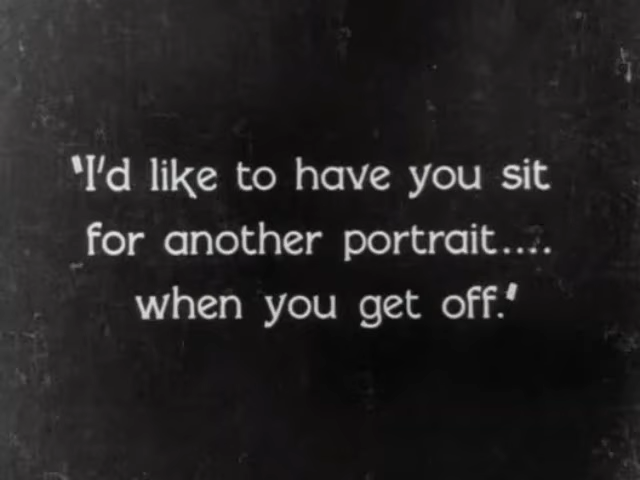 "I'd like to have you sit
for another portrait....
when you get off."